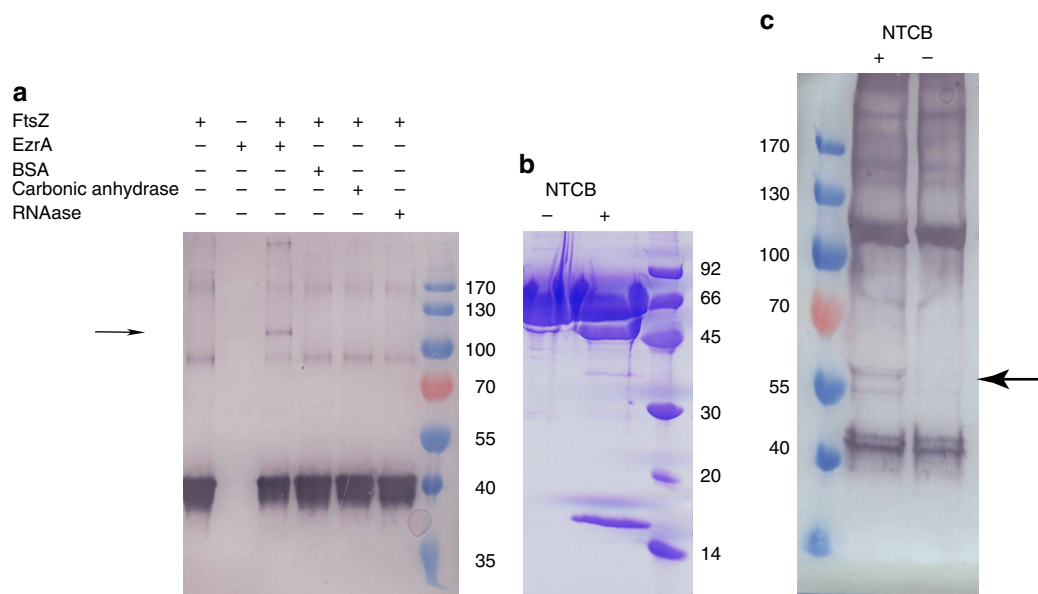 a
FtsZ + – + + + +
EzrA – + + – – –
BSA – – – + – –
Carbonic anhydrase – – – – + –
RNAase – – – – – +
170
130
100
70
55
40
35
b
NTCB
– +
92
66
45
30
20
14
c
NTCB
+ –
170
130
100
70
55
40